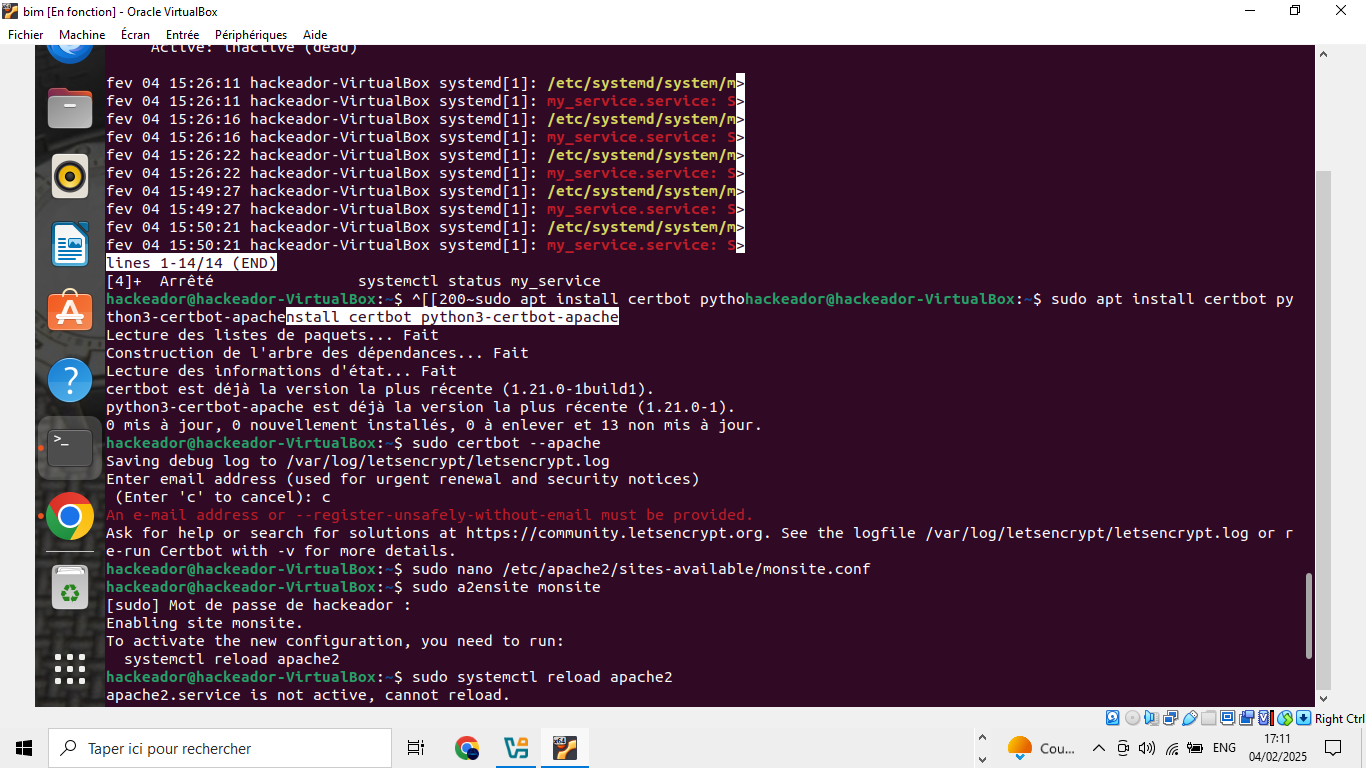 bim [En fonction] - Oracle VirtualBox
Fichier Machine Écran Entrée Périphériques Aide
Active: inactive (dead)
fev 04 15:26:11 hackeador-VirtualBox systemd[1]: /etc/systemd/system/m>
fev 04 15:26:11 hackeador-VirtualBox systemd[1]: my_service.service: S>
fev 04 15:26:16 hackeador-VirtualBox systemd[1]: /etc/systemd/system/m>
fev 04 15:26:16 hackeador-VirtualBox systemd[1]: my_service.service: S>
fev 04 15:26:22 hackeador-VirtualBox systemd[1]: /etc/systemd/system/m>
fev 04 15:26:22 hackeador-VirtualBox systemd[1]: my_service.service: S>
fev 04 15:49:27 hackeador-VirtualBox systemd[1]: /etc/systemd/system/m>
fev 04 15:49:27 hackeador-VirtualBox systemd[1]: my_service.service: S>
fev 04 15:50:21 hackeador-VirtualBox systemd[1]: /etc/systemd/system/m>
fev 04 15:50:21 hackeador-VirtualBox systemd[1]: my_service.service: S>
lines 1-14/14 (END)
[4]+  Arrêté                 systemctl status my_service
hackeador@hackeador-VirtualBox:~$ ^[[200~sudo apt install certbot pythohackeador@hackeador-VirtualBox:~$ sudo apt install certbot py
thon3-certbot-apachenstall certbot python3-certbot-apache
Lecture des listes de paquets... Fait
Construction de l'arbre des dépendances... Fait
Lecture des informations d'état... Fait
certbot est déjà la version la plus récente (1.21.0-1build1).
python3-certbot-apache est déjà la version la plus récente (1.21.0-1).
0 mis à jour, 0 nouvellement installés, 0 à enlever et 13 non mis à jour.
hackeador@hackeador-VirtualBox:~$ sudo certbot --apache
Saving debug log to /var/log/letsencrypt/letsencrypt.log
Enter email address (used for urgent renewal and security notices)
 (Enter 'c' to cancel): c
An e-mail address or --register-unsafely-without-email must be provided.
Ask for help or search for solutions at https://community.letsencrypt.org. See the logfile /var/log/letsencrypt/letsencrypt.log or r
e-run Certbot with -v for more details.
hackeador@hackeador-VirtualBox:~$ sudo nano /etc/apache2/sites-available/monsite.conf
hackeador@hackeador-VirtualBox:~$ sudo a2ensite monsite
[sudo] Mot de passe de hackeador :
Enabling site monsite.
To activate the new configuration, you need to run:
  systemctl reload apache2
hackeador@hackeador-VirtualBox:~$ sudo systemctl reload apache2
apache2.service is not active, cannot reload.
Right Ctrl
Taper ici pour rechercher
Cou...
ENG
17:11
04/02/2025